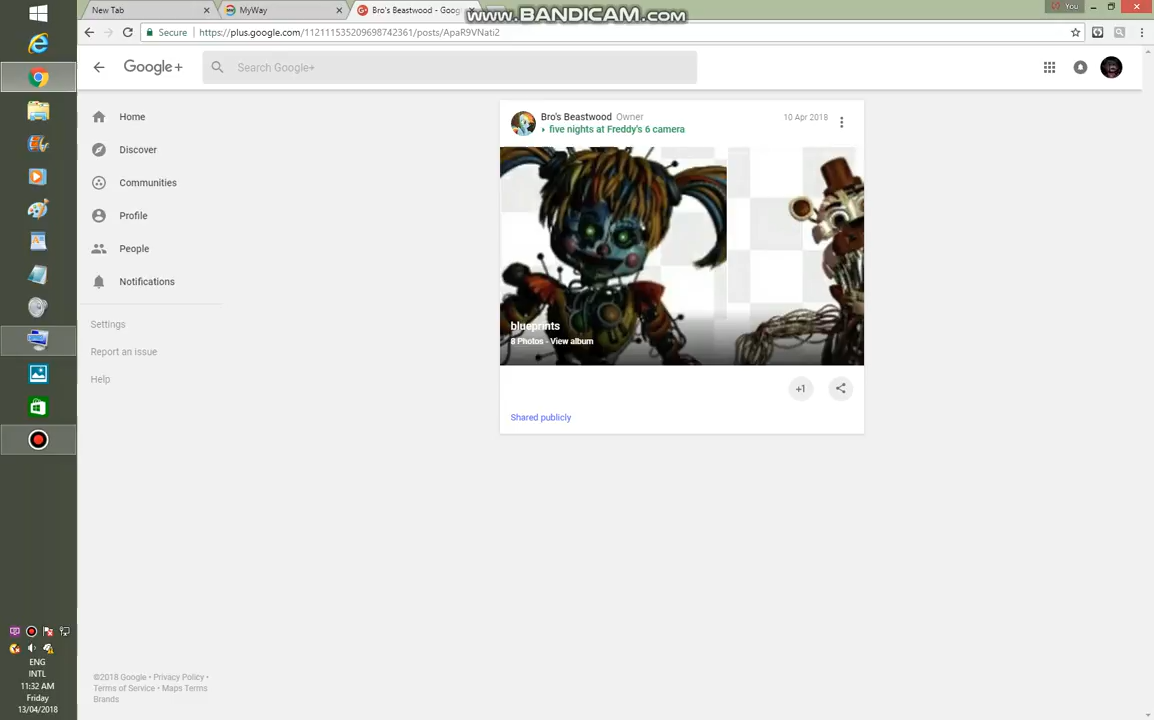 New Tab
MyWay
Bro's Beastwood - Goog
www.BANDICAM.com
You
Secure
https://plus.google.com/112111535209698742361/posts/ApaR9VNati2
Google+
Search Google+
Home
Discover
Communities
Profile
People
Notifications
Settings
Report an issue
Help
Bro's Beastwood Owner
10 Apr 2018
five nights at Freddy's 6 camera
blueprints
8 Photos - View album
+1
Shared publicly
©2018 Google • Privacy Policy •
Terms of Service • Maps Terms
Brands
ENG
INTL
11:32 AM
Friday
13/04/2018